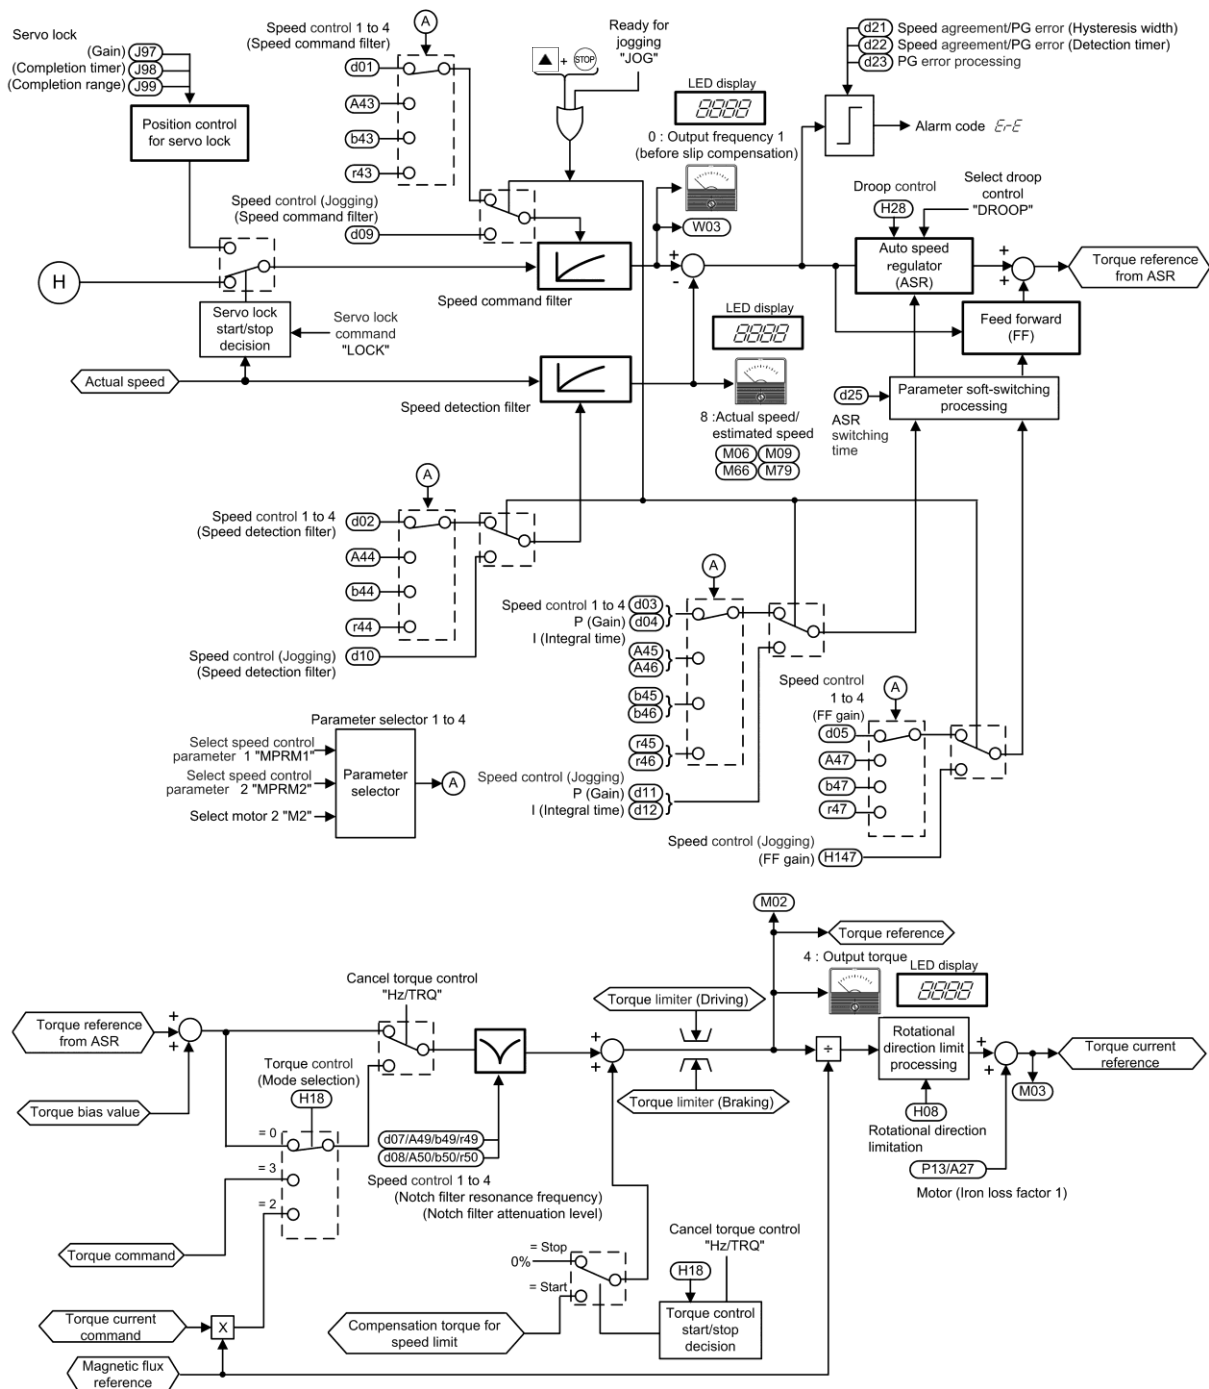 Servo lock
(Gain) J97
(Completion timer) J98
(Completion range) J99
Position control
for servo lock
Speed control 1 to 4
(Speed command filter)
A
d01
A43
b43
r43
Speed control (Jogging)
(Speed command filter)
d09
+ STOP
Ready for
jogging
"JOG"
LED display
0 : Output frequency 1
(before slip compensation)
W03
d21 Speed agreement/PG error (Hysteresis width)
d22 Speed agreement/PG error (Detection timer)
d23 PG error processing
Alarm code ErE
Droop control
H28
Select droop
control
"DROOP"
Auto speed
regulator
(ASR)
+
+
Torque reference
from ASR
Feed forward
(FF)
H
Speed command filter
+
-
Servo lock
start/stop
decision
Servo lock
command
"LOCK"
Actual speed
Speed detection filter
LED display
8 :Actual speed/
estimated speed
M06 M09
M66 M79
d25
ASR
switching
time
Parameter soft-switching
processing
A
Speed control 1 to 4
(Speed detection filter)
d02
A44
b44
r44
Speed control (Jogging)
(Speed detection filter)
d10
A
Speed control 1 to 4
P (Gain)
I (Integral time)
d03
d04
A45
A46
b45
b46
r45
r46
Speed control (Jogging)
P (Gain) d11
I (Integral time) d12
Speed control
1 to 4
(FF gain)
A
d05
A47
b47
r47
Speed control (Jogging)
(FF gain) H147
Parameter selector 1 to 4
Select speed control
parameter 1 "MPRM1"
Select speed control
parameter 2 "MPRM2"
Select motor 2 "M2"
Parameter
selector
A
M02
Torque reference
4 : Output torque
LED display
Cancel torque control
"Hz/TRQ"
Torque reference
from ASR
+
+
Torque control
(Mode selection)
H18
Torque bias value
= 0
= 3
= 2
Torque command
Torque current
command
X
Magnetic flux
reference
d07/A49/b49/r49
d08/A50/b50/r50
Speed control 1 to 4
(Notch filter resonance frequency)
(Notch filter attenuation level)
+
+
Torque limiter (Driving)
Torque limiter (Braking)
÷
Rotational
direction limit
processing
H08
Rotational direction
limitation
+
+
Torque current
reference
M03
P13/A27
Motor (Iron loss factor 1)
= Stop
0%
= Start
Compensation torque for
speed limit
Cancel torque control
"Hz/TRQ"
H18
Torque control
start/stop
decision